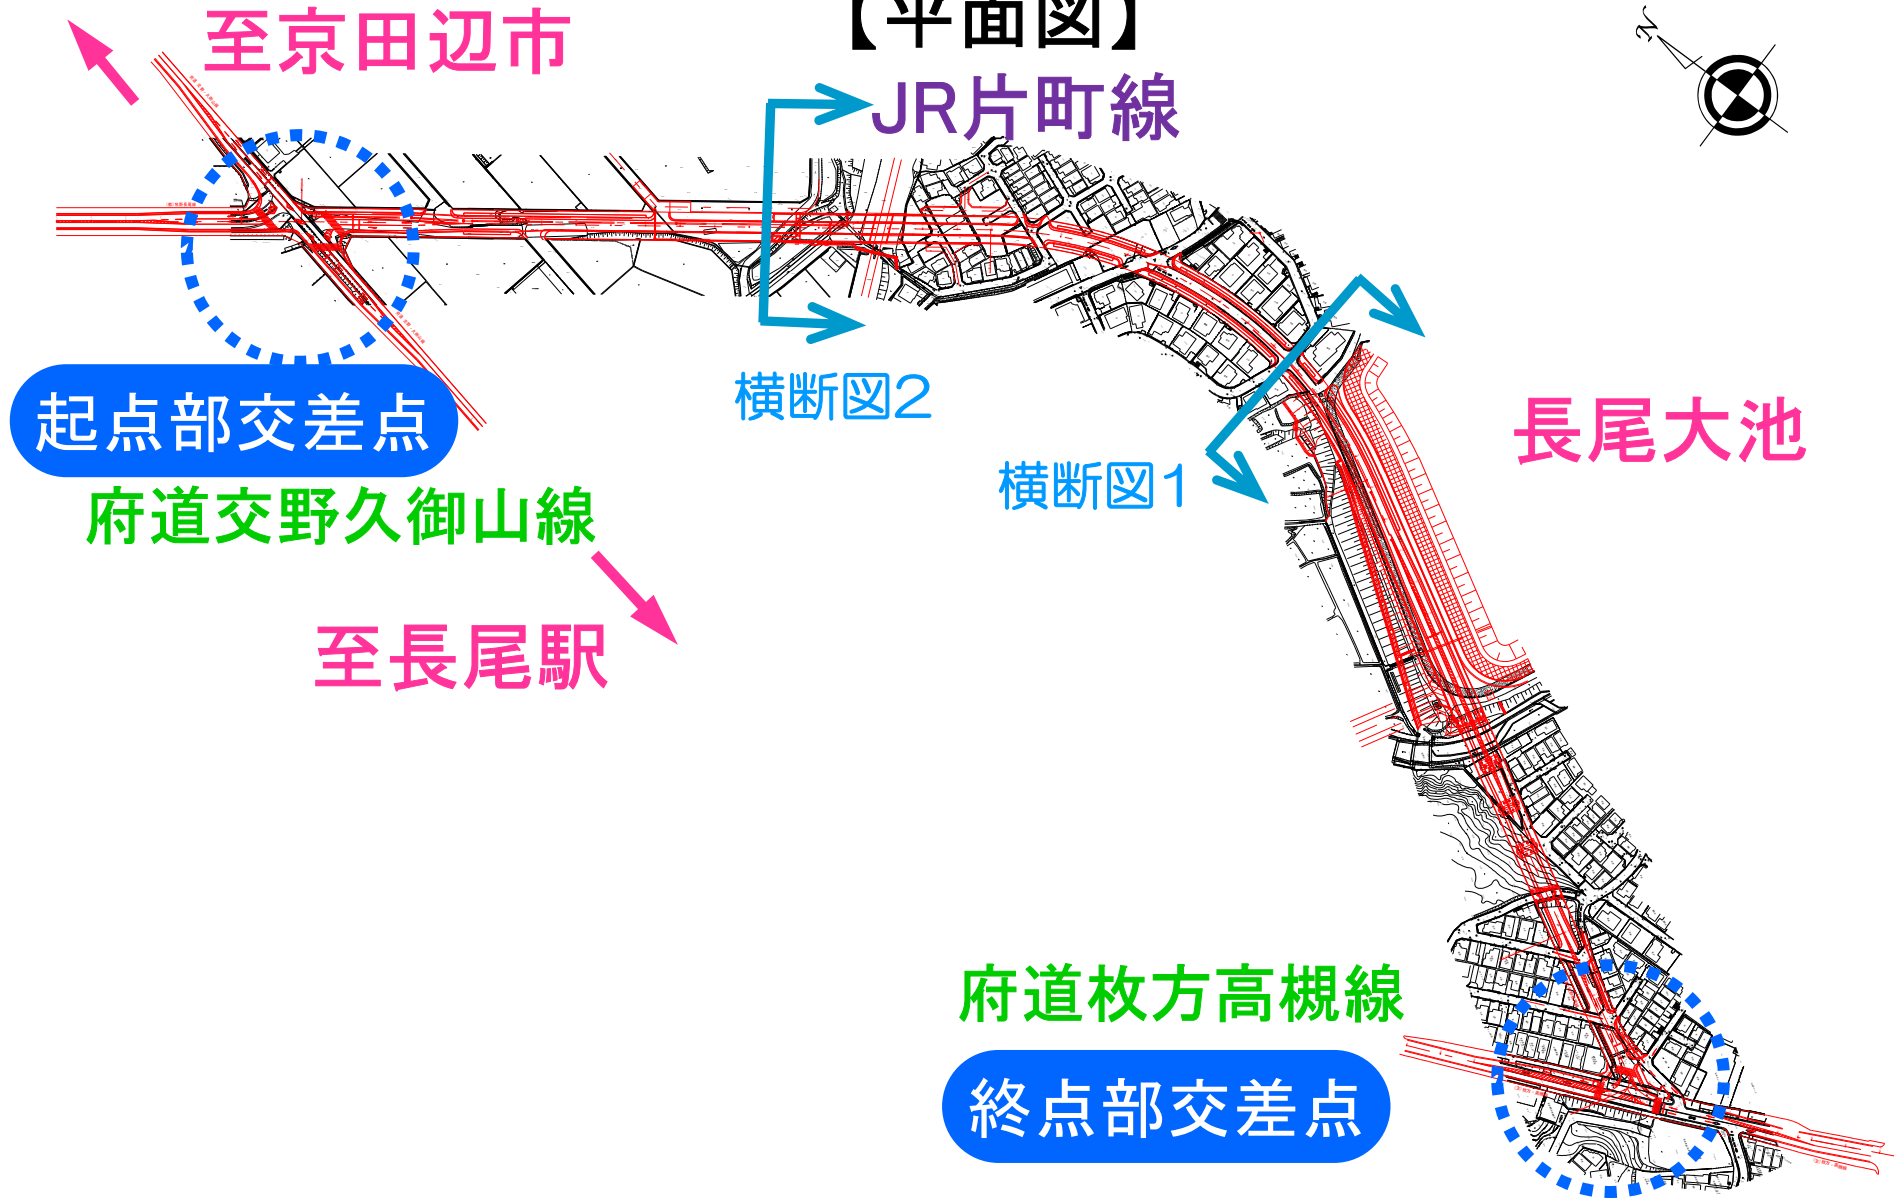 【平面図】
至京田辺市
JR片町線
横断図2
起点部交差点
長尾大池
横断図1
府道交野久御山線
至長尾駅
府道枚方高槻線
終点部交差点
N